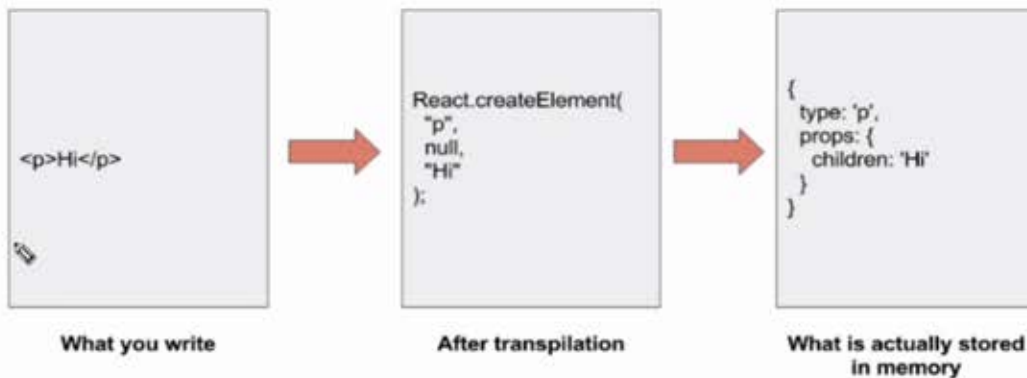 <p>Hi</p>
What you write
React.createElement(
"p",
null,
"Hi"
);
After transpilation
{
type: 'p',
props: {
children: 'Hi'
}
}
What is actually stored
in memory